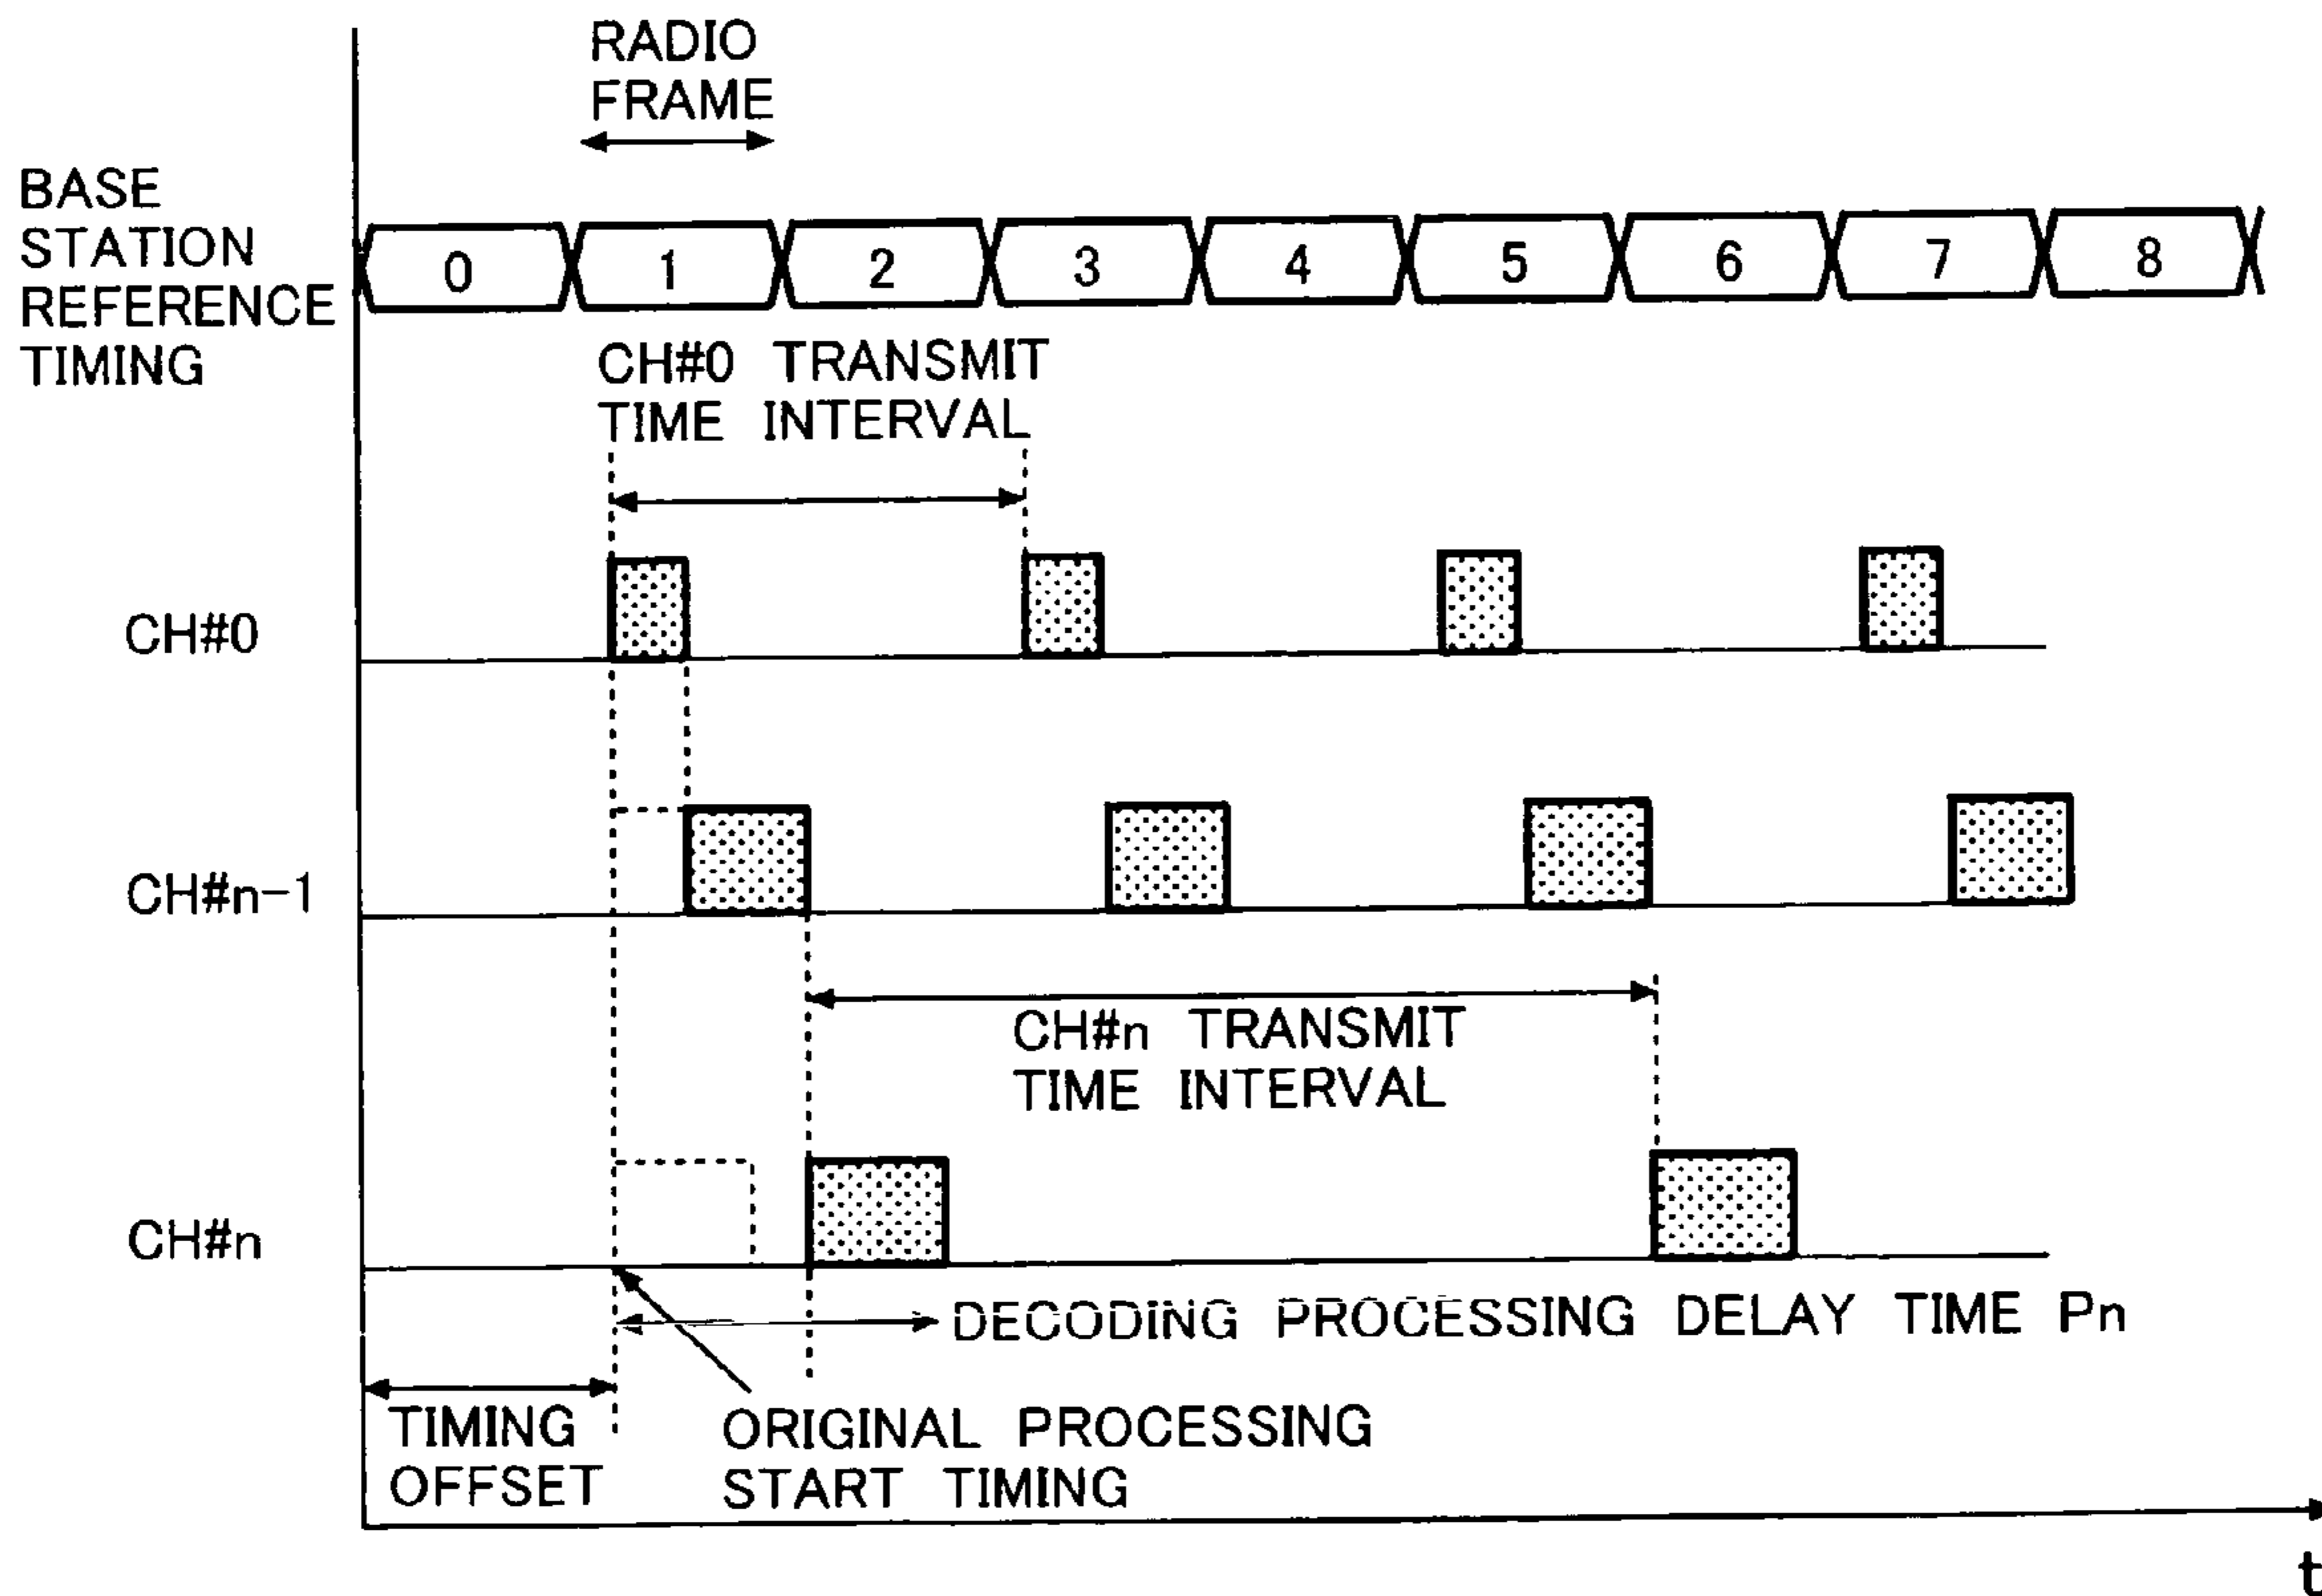 RADIO
FRAME
BASE
STATION
REFERENCE
TIMING
0 1 2 3 4 5 6 7 8
CH#0 TRANSMIT
TIME INTERVAL
CH#0
CH#n-1
CH#n TRANSMIT
TIME INTERVAL
CH#n
DECODING PROCESSING DELAY TIME Pn
TIMING
OFFSET
ORIGINAL PROCESSING
START TIMING
t